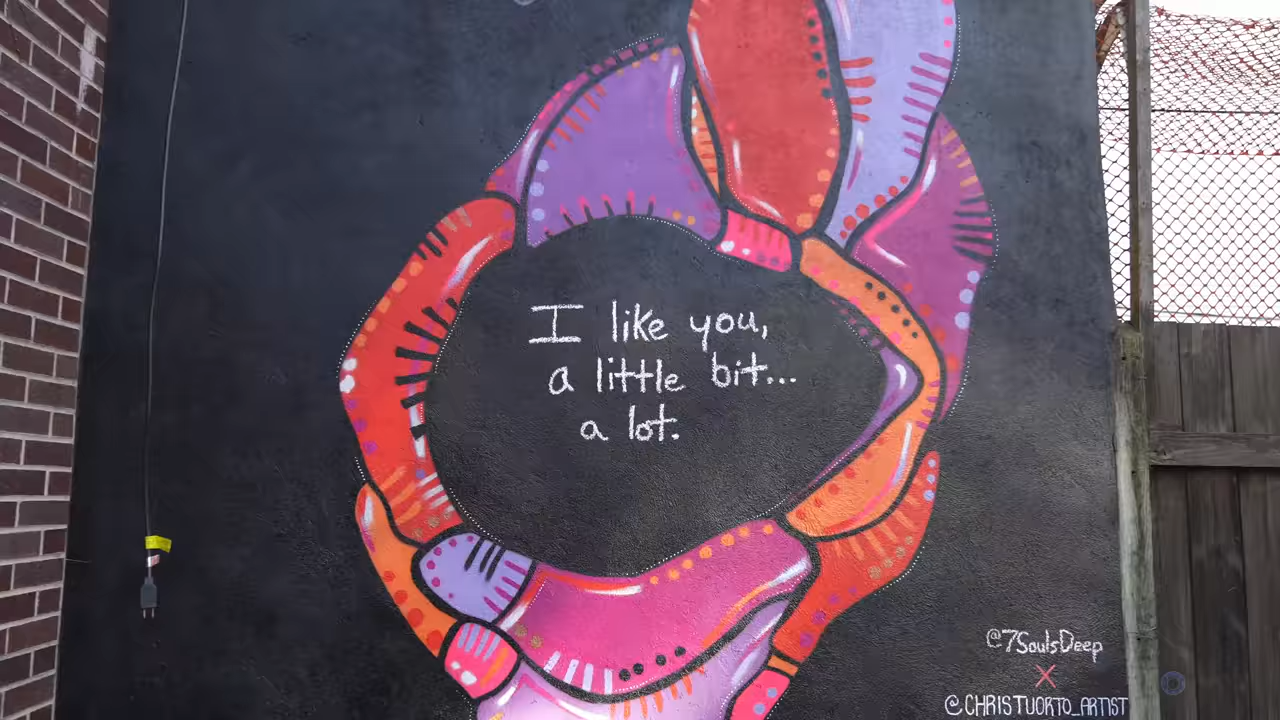 I like you,
a little bit...
a lot.
@7SoulsDeep
X
@CHRISTUORTO_ARTIST